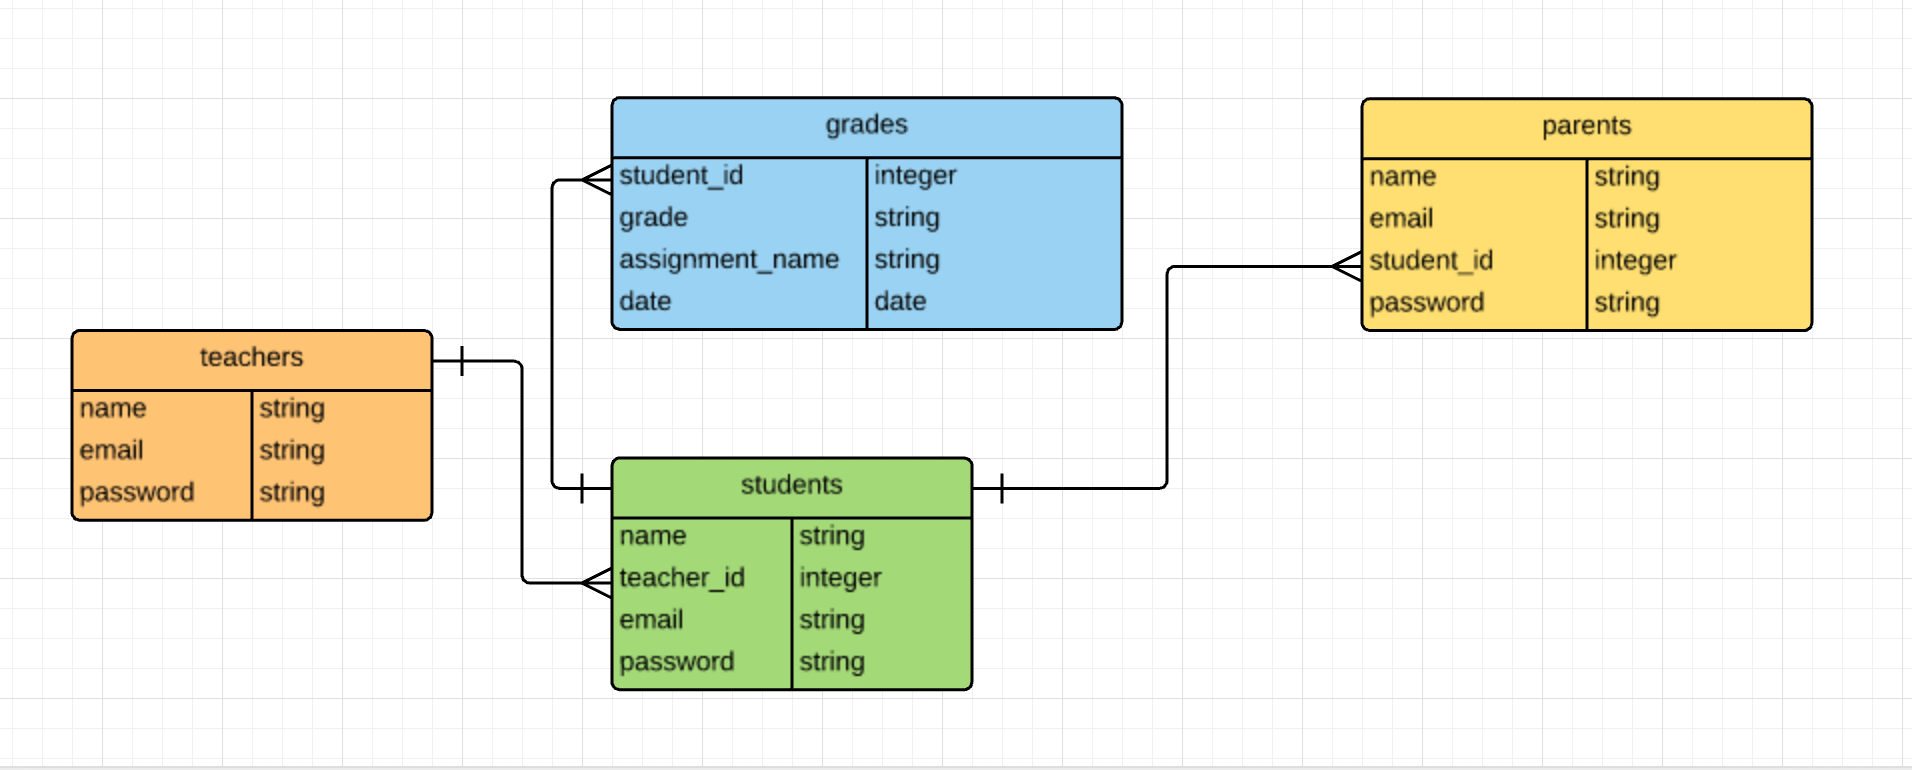 grades
student_id integer
grade string
assignment_name string
date date
parents
name string
email string
student_id integer
password string
teachers
name string
email string
password string
students
name string
teacher_id integer
email string
password string